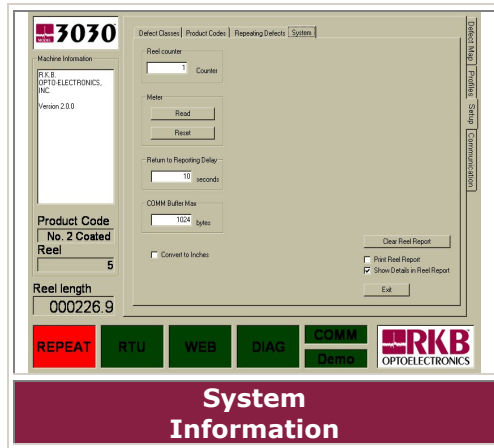 MODEL 3030
Defect Classes
Product Codes
Repeating Defects
System
Machine Information
R.K.B.
OPTO-ELECTRONICS,
INC.
Version 2.0.0
Reel counter
1 Counter
Meter
Read
Reset
Return to Reporting Delay
10 seconds
COMM Buffer Max
1024 bytes
Convert to Inches
Clear Reel Report
Print Reel Report
Show Details in Reel Report
Exit
Defect Map
Profiles
Setup
Communication
Product Code
No. 2 Coated
Reel
5
Reel length
000226.9
REPEAT
RTU
WEB
DIAG
COMM
Demo
RKB
OPTOELECTRONICS
System
Information